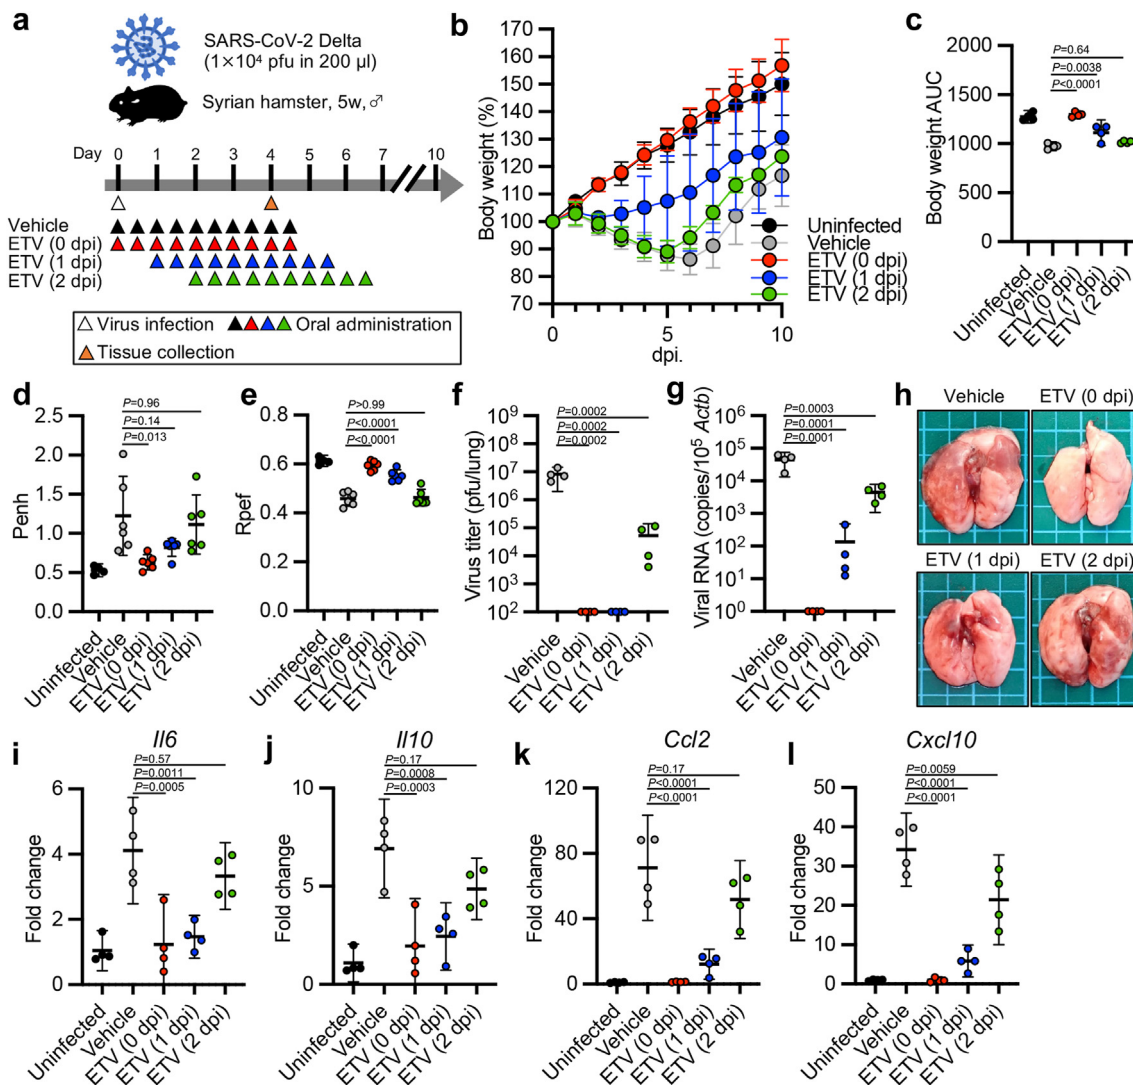 a
SARS-CoV-2 Delta
(1×10⁴ pfu in 200 µl)
Syrian hamster, 5w, ♂
Day 0 1 2 3 4 5 6 7 10
Vehicle
ETV (0 dpi)
ETV (1 dpi)
ETV (2 dpi)
Virus infection
Oral administration
Tissue collection
b
Body weight (%)
170
160
150
140
130
120
110
100
90
80
70
0 5 10
dpi.
Uninfected
Vehicle
ETV (0 dpi)
ETV (1 dpi)
ETV (2 dpi)
c
Body weight AUC
2000
1500
1000
500
0
P=0.64
P=0.0038
P<0.0001
Uninfected
Vehicle
ETV (0 dpi)
ETV (1 dpi)
ETV (2 dpi)
d
Penh
2.5
2.0
1.5
1.0
0.5
0.0
P=0.96
P=0.14
P=0.013
Uninfected
Vehicle
ETV (0 dpi)
ETV (1 dpi)
ETV (2 dpi)
e
Rpef
0.8
0.6
0.4
0.2
0.0
P>0.99
P<0.0001
P<0.0001
Uninfected
Vehicle
ETV (0 dpi)
ETV (1 dpi)
ETV (2 dpi)
f
Virus titer (pfu/lung)
10⁹
10⁸
10⁷
10⁶
10⁵
10⁴
10³
10²
P=0.0002
P=0.0002
P=0.0002
Vehicle
ETV (0 dpi)
ETV (1 dpi)
ETV (2 dpi)
g
Viral RNA (copies/10⁵ Actb)
10⁶
10⁵
10⁴
10³
10²
10¹
10⁰
P=0.0003
P=0.0001
P=0.0001
Vehicle
ETV (0 dpi)
ETV (1 dpi)
ETV (2 dpi)
h
Vehicle
ETV (0 dpi)
ETV (1 dpi)
ETV (2 dpi)
i
Il6
Fold change
6
4
2
0
P=0.57
P=0.0011
P=0.0005
Uninfected
Vehicle
ETV (0 dpi)
ETV (1 dpi)
ETV (2 dpi)
j
Il10
Fold change
10
5
0
P=0.17
P=0.0008
P=0.0003
Uninfected
Vehicle
ETV (0 dpi)
ETV (1 dpi)
ETV (2 dpi)
k
Ccl2
Fold change
120
80
40
0
P=0.17
P<0.0001
P<0.0001
Uninfected
Vehicle
ETV (0 dpi)
ETV (1 dpi)
ETV (2 dpi)
l
Cxcl10
Fold change
50
40
30
20
10
0
P=0.0059
P<0.0001
P<0.0001
Uninfected
Vehicle
ETV (0 dpi)
ETV (1 dpi)
ETV (2 dpi)